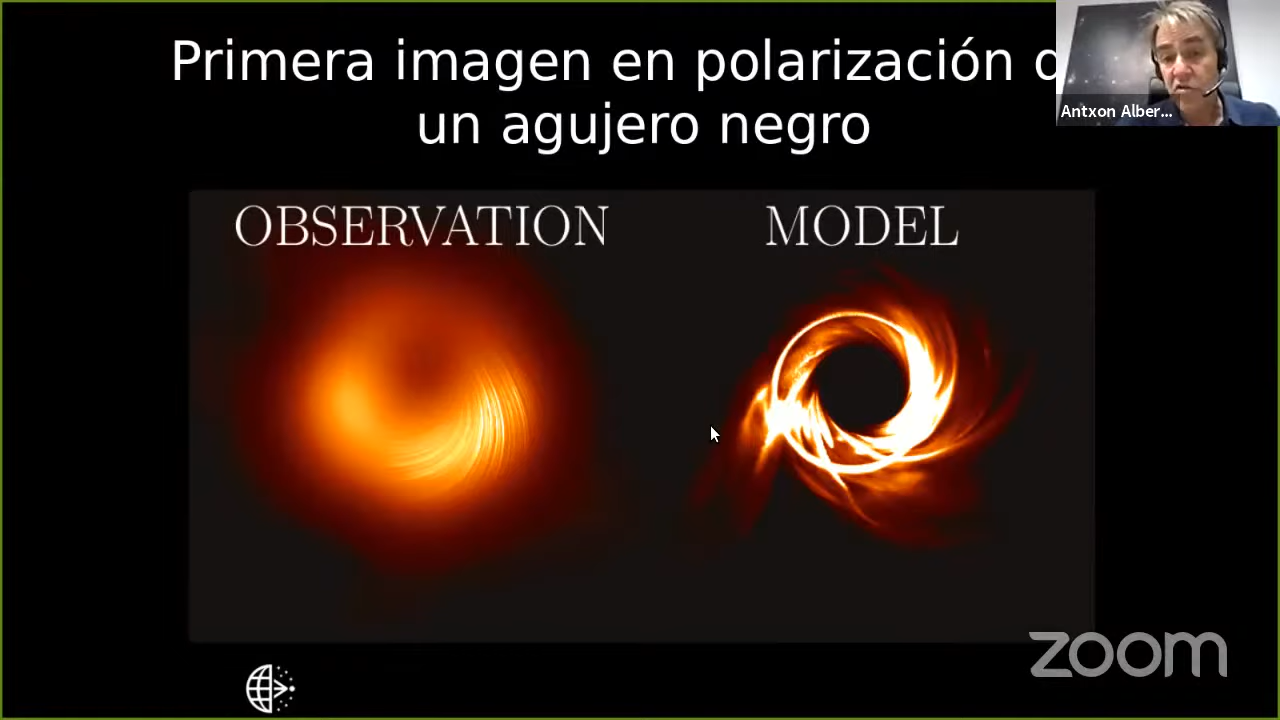 Primera imagen en polarización d
un agujero negro
Antxon Alber...
OBSERVATION
MODEL
zoom